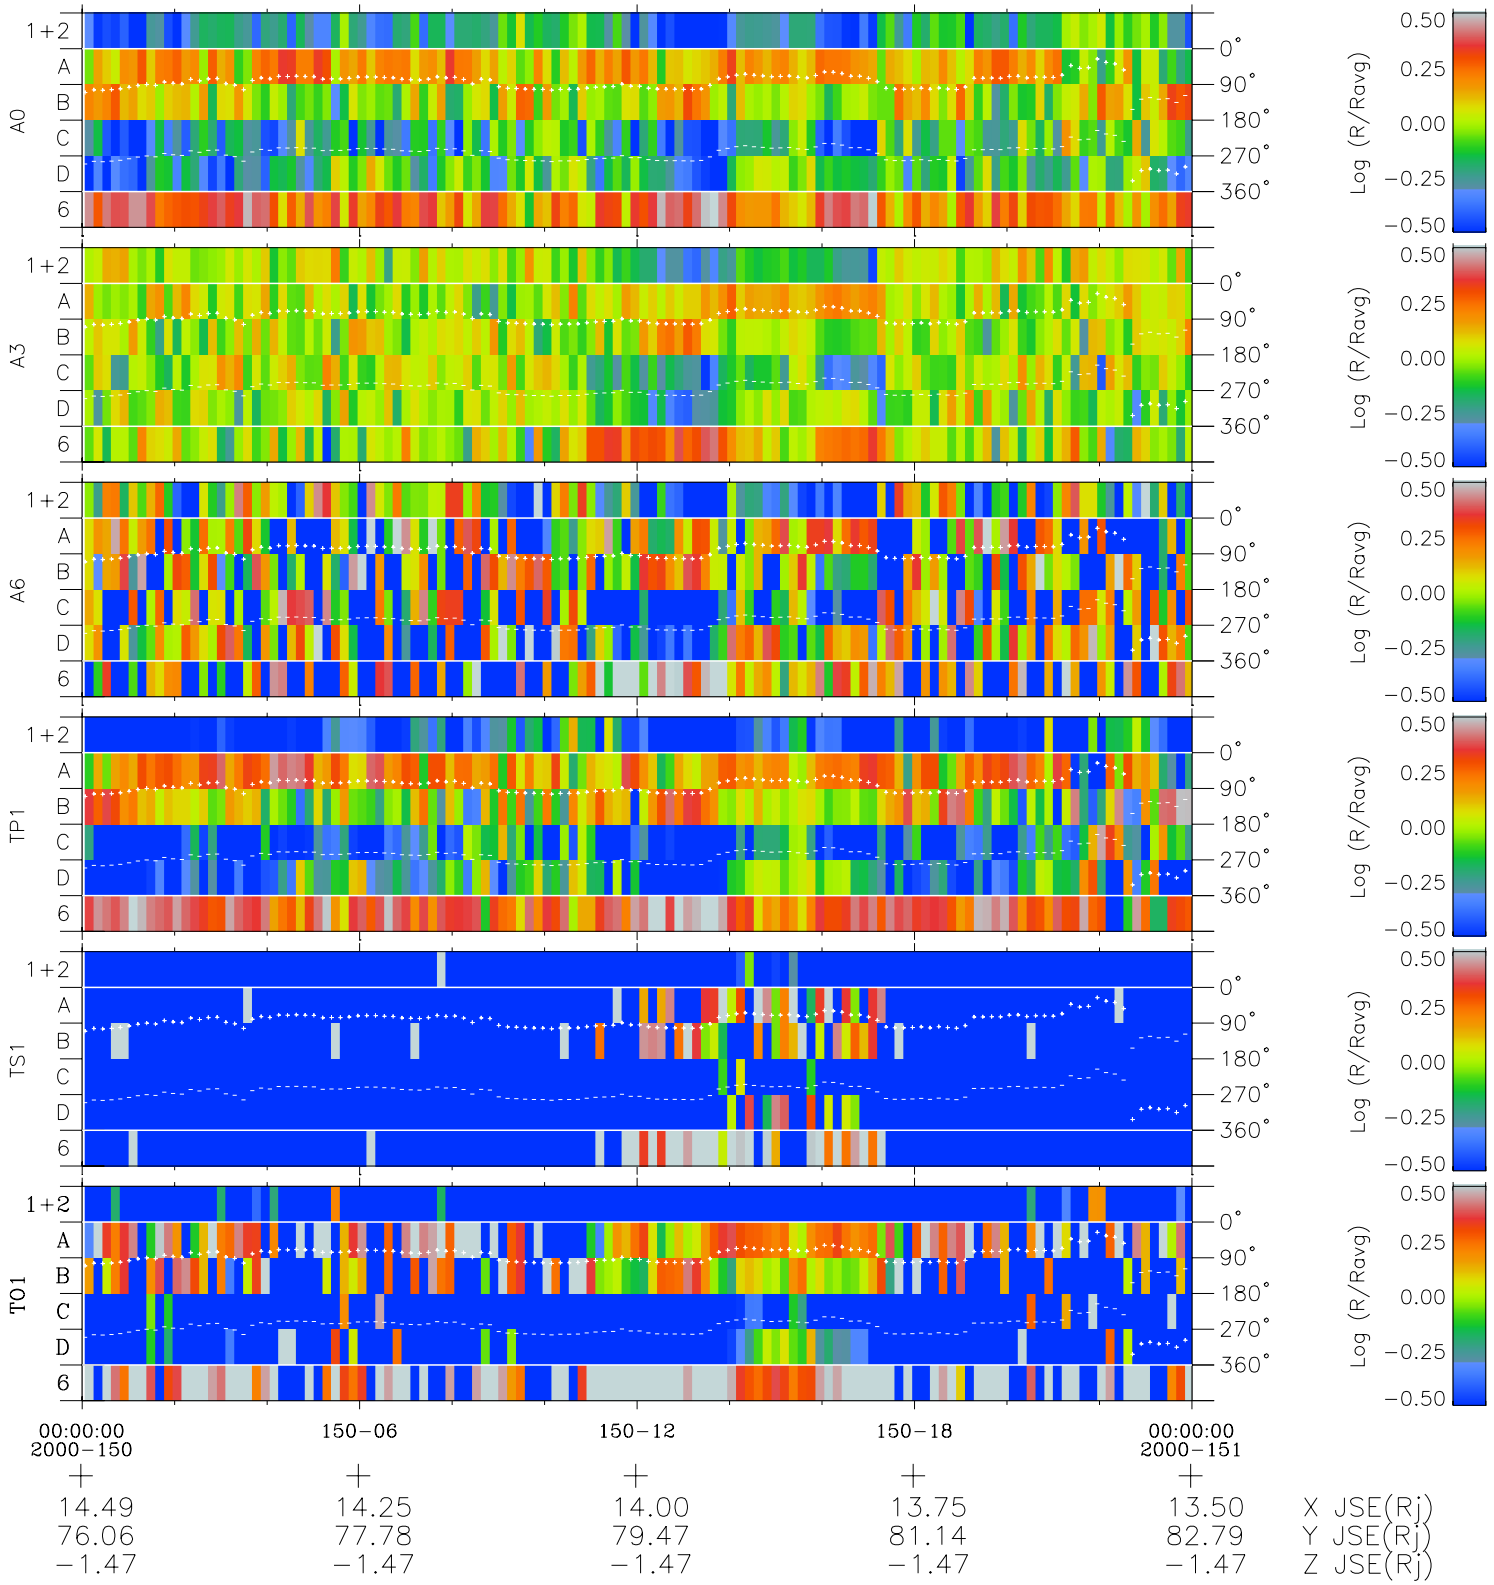 1+2
A
B
C
D
6
A0
0°
90°
180°
270°
360°
Log (R/Ravg)
0.50
0.25
0.00
−0.25
−0.50
1+2
A
B
C
D
6
A3
0°
90°
180°
270°
360°
Log (R/Ravg)
0.50
0.25
0.00
−0.25
−0.50
1+2
A
B
C
D
6
A6
0°
90°
180°
270°
360°
Log (R/Ravg)
0.50
0.25
0.00
−0.25
−0.50
1+2
A
B
C
D
6
TP1
0°
90°
180°
270°
360°
Log (R/Ravg)
0.50
0.25
0.00
−0.25
−0.50
1+2
A
B
C
D
6
TS1
0°
90°
180°
270°
360°
Log (R/Ravg)
0.50
0.25
0.00
−0.25
−0.50
1+2
A
B
C
D
6
TO1
0°
90°
180°
270°
360°
Log (R/Ravg)
0.50
0.25
0.00
−0.25
−0.50
00:00:00 150−06 150−12 150−18 00:00:00
2000−150 2000−151
14.49 14.25 14.00 13.75 13.50 X JSE(Rj)
76.06 77.78 79.47 81.14 82.79 Y JSE(Rj)
−1.47 −1.47 −1.47 −1.47 −1.47 Z JSE(Rj)